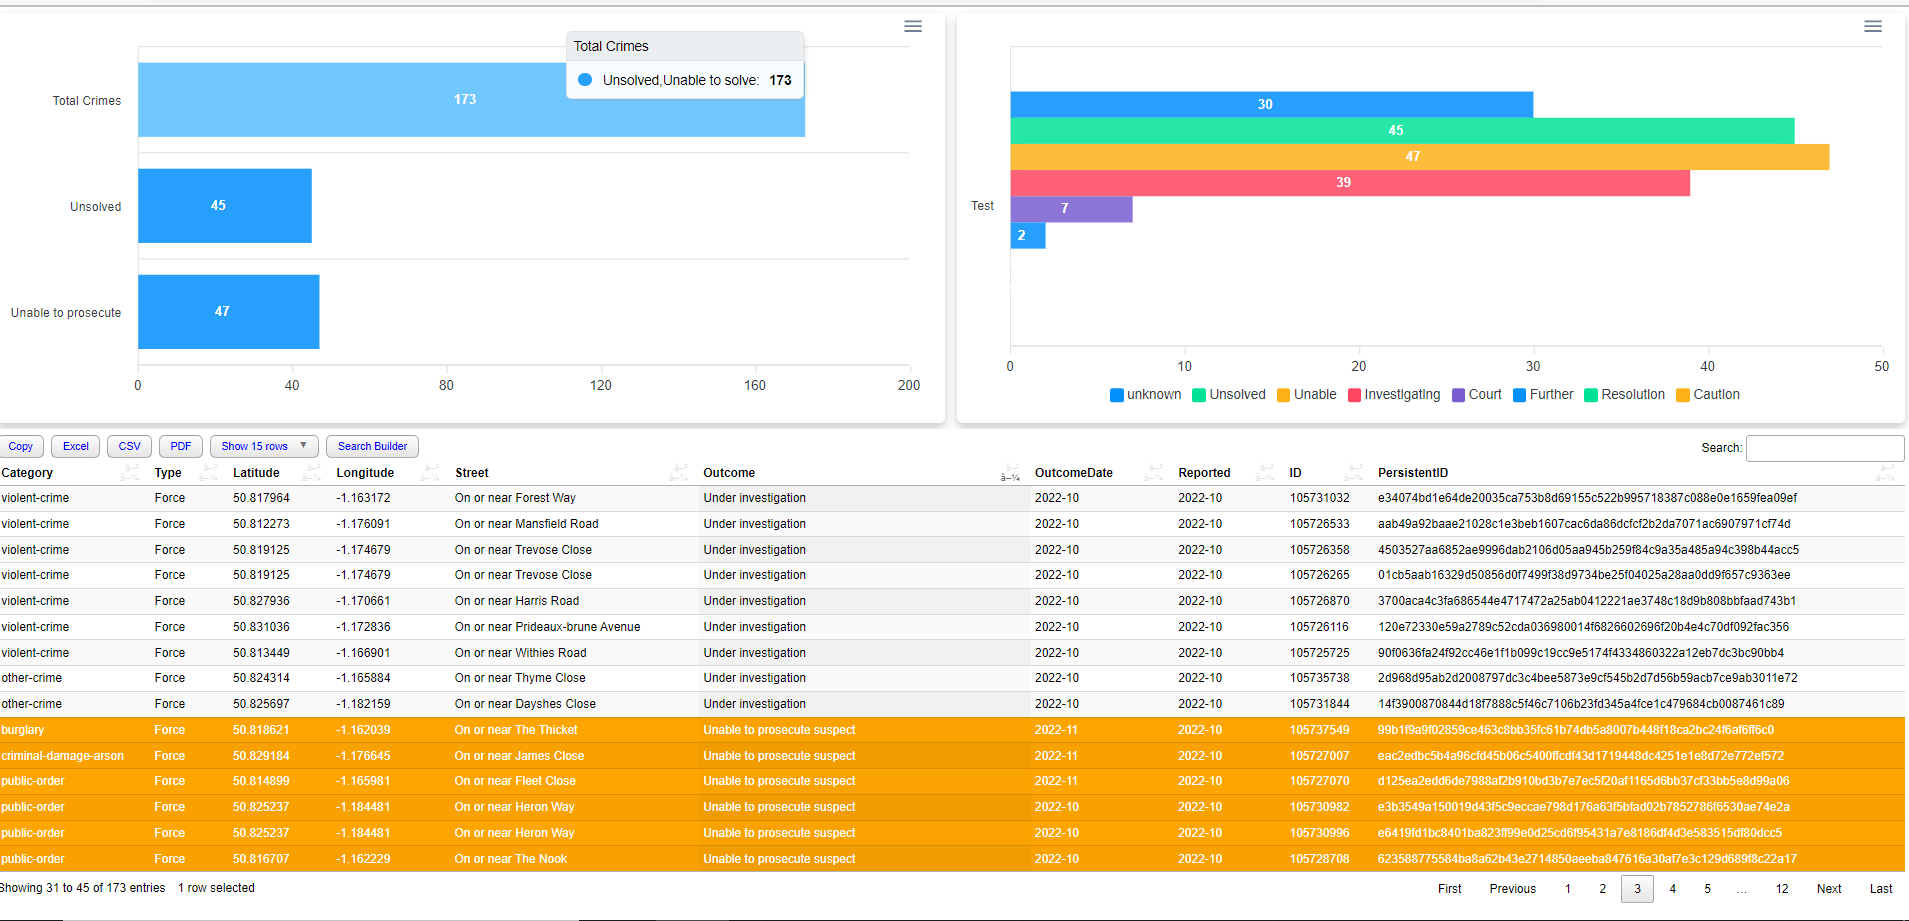 Total Crimes
Unsolved,Unable to solve: 173
Total Crimes
173
Unsolved
45
Unable to prosecute
47
0 40 80 120 160 200
30
45
47
39
Test
7
2
0 10 20 30 40 50
unknown Unsolved Unable Investigating Court Further Resolution Caution
Copy Excel CSV PDF Show 15 rows ▼ Search Builder Search:
Category Type Latitude Longitude Street Outcome OutcomeDate Reported ID PersistentID
violent-crime Force 50.817964 -1.163172 On or near Forest Way Under investigation 2022-10 2022-10 105731032 e34074bd1e64de20035ca753b8d69155c522b995718387c088e0e1659fea09ef
violent-crime Force 50.812273 -1.176091 On or near Mansfield Road Under investigation 2022-10 2022-10 105726533 aab49a92baae21028c1e3beb1607cac6da86dcfcf2b2da7071ac6907971cf74d
violent-crime Force 50.819125 -1.174679 On or near Trevose Close Under investigation 2022-10 2022-10 105726358 4503527aa6852ae9996dab2106d05aa945b259f84c9a35a485a94c398b44acc5
violent-crime Force 50.819125 -1.174679 On or near Trevose Close Under investigation 2022-10 2022-10 105726265 01cb5aab16329d50856d0f7499f38d9734be25f04025a28aa0dd9f657c9363ee
violent-crime Force 50.827936 -1.170661 On or near Harris Road Under investigation 2022-10 2022-10 105726870 3700aca4c3fa686544e4717472a25ab0412221ae3748c18d9b808bbfaad743b1
violent-crime Force 50.831036 -1.172836 On or near Prideaux-brune Avenue Under investigation 2022-10 2022-10 105726116 120e72330e59a2789c52cda036980014f6826602696f20b4e4c70df092fac356
violent-crime Force 50.813449 -1.166901 On or near Withies Road Under investigation 2022-10 2022-10 105725725 90f0636fa24f92cc46e1f1b099c19cc9e5174f4334860322a12eb7dc3bc90bb4
other-crime Force 50.824314 -1.165884 On or near Thyme Close Under investigation 2022-10 2022-10 105735738 2d968d95ab2d2008797dc3c4bee5873e9cf545b2d7d56b59acb7ce9ab3011e72
other-crime Force 50.825697 -1.182159 On or near Dayshes Close Under investigation 2022-10 2022-10 105731844 14f3900870844d18f7888c5f46c7106b23fd345a4fce1c479684cb0087461c89
burglary Force 50.818621 -1.162039 On or near The Thicket Unable to prosecute suspect 2022-11 2022-10 105737549 99b1f9a9f02859ce463c8bb35fc61b74db5a8007b448f18ca2bc24f6af6ff6c0
criminal-damage-arson Force 50.829184 -1.176645 On or near James Close Unable to prosecute suspect 2022-11 2022-10 105727007 eac2edbc5b4a96cfd45b06c5400ffcdf43d1719448dc4251e1e8d72e772ef572
public-order Force 50.814899 -1.165981 On or near Fleet Close Unable to prosecute suspect 2022-11 2022-10 105727070 d125ea2edd6de7988af2b910bd3b7e7ec5f20af1165d6bb37cf33bb5e8d99a06
public-order Force 50.825237 -1.184481 On or near Heron Way Unable to prosecute suspect 2022-10 2022-10 105730982 e3b3549a150019d43f5c9eccae798d176a63f5bfad02b7852786f6530ae74e2a
public-order Force 50.825237 -1.184481 On or near Heron Way Unable to prosecute suspect 2022-10 2022-10 105730996 e6419fd1bc8401ba823ff99e0d25cd6f95431a7e8186df4d3e583515df80dcc5
public-order Force 50.816707 -1.162229 On or near The Nook Unable to prosecute suspect 2022-10 2022-10 105728708 623588775584ba8a62b43e2714850aeeba847616a30af7e3c129d689f8c22a17
Showing 31 to 45 of 173 entries 1 row selected First Previous 1 2 3 4 5 … 12 Next Last